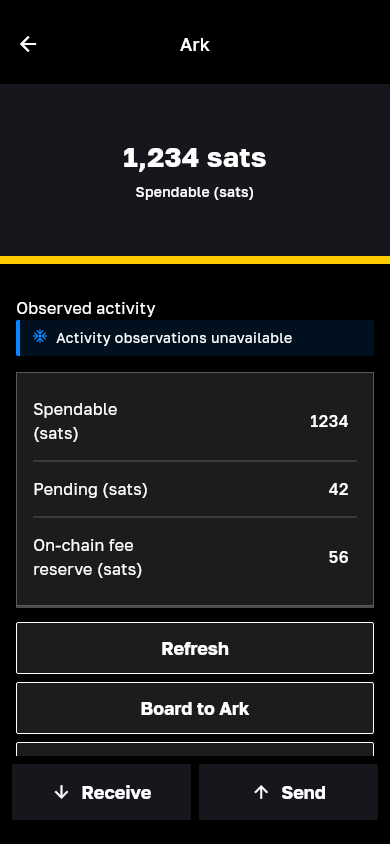 Ark
1,234 sats
Spendable (sats)
Observed activity
Activity observations unavailable
Spendable
(sats)
1234
Pending (sats)
42
On-chain fee
reserve (sats)
56
Refresh
Board to Ark
Receive
Send